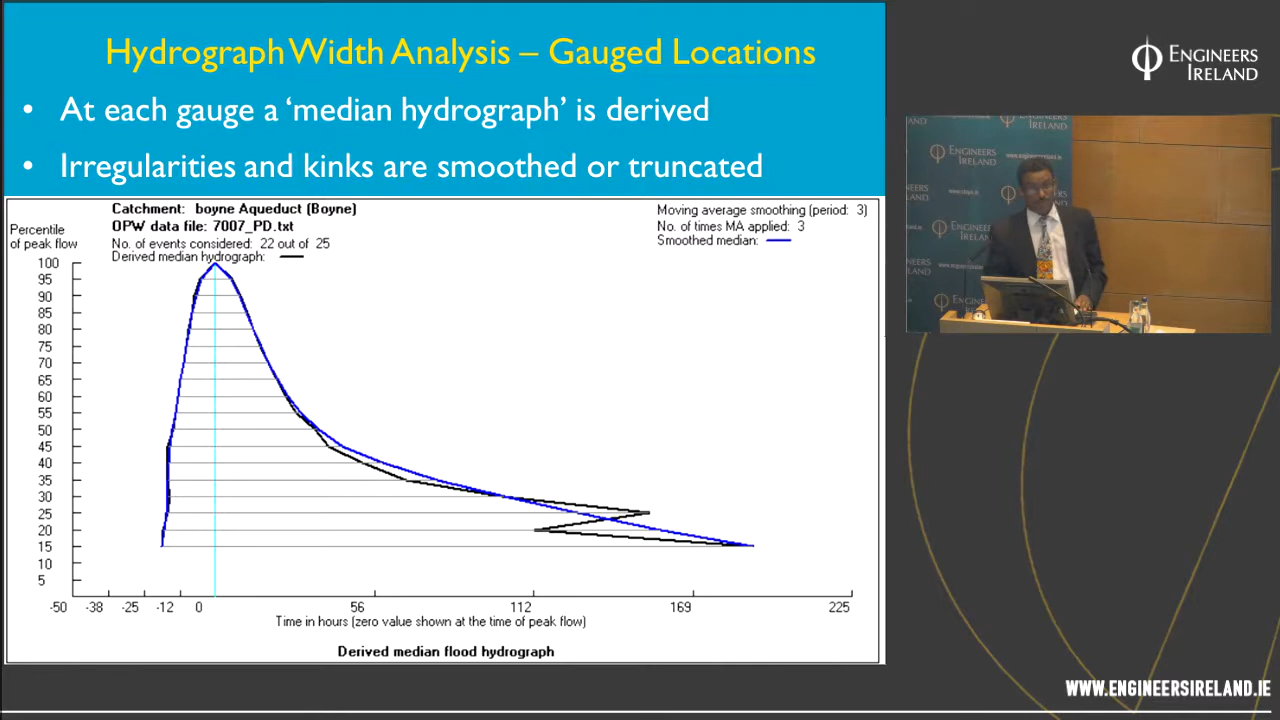 Hydrograph Width Analysis – Gauged Locations
• At each gauge a ‘median hydrograph’ is derived
• Irregularities and kinks are smoothed or truncated
Catchment: boyne Aqueduct (Boyne)
OPW data file: 7007_PD.txt
No. of events considered: 22 out of 25
Derived median hydrograph:
Moving average smoothing (period: 3)
No. of times MA applied: 3
Smoothed median:
Percentile
of peak flow
100
95
90
85
80
75
70
65
60
55
50
45
40
35
30
25
20
15
10
5
-50 -38 -25 -12 0 56 112 169 225
Time in hours (zero value shown at the time of peak flow)
Derived median flood hydrograph
ENGINEERS
IRELAND
ENGINEERS
IRELAND
WWW.ENGINEERSIRELAND.IE